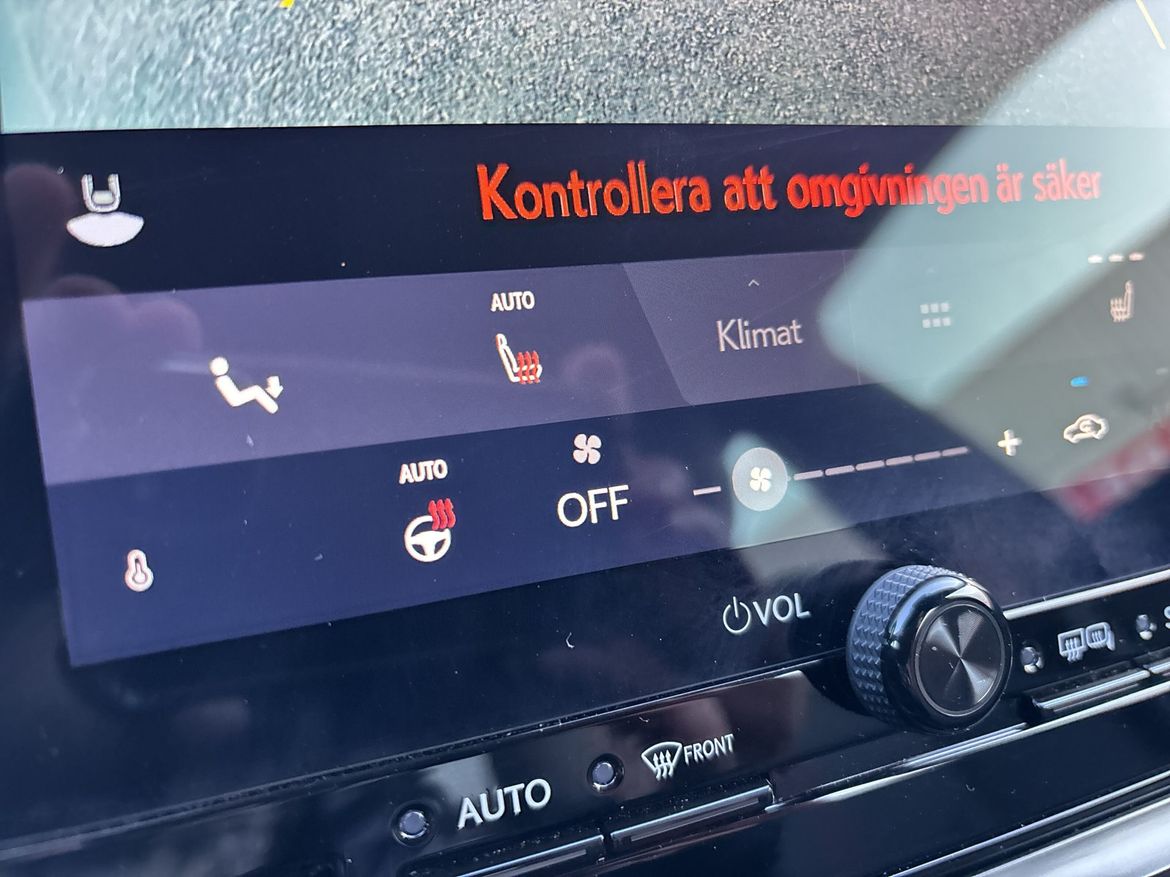 Kontrollera att omgivningen är säker
AUTO
Klimat
AUTO
OFF
VOL
FRONT
AUTO